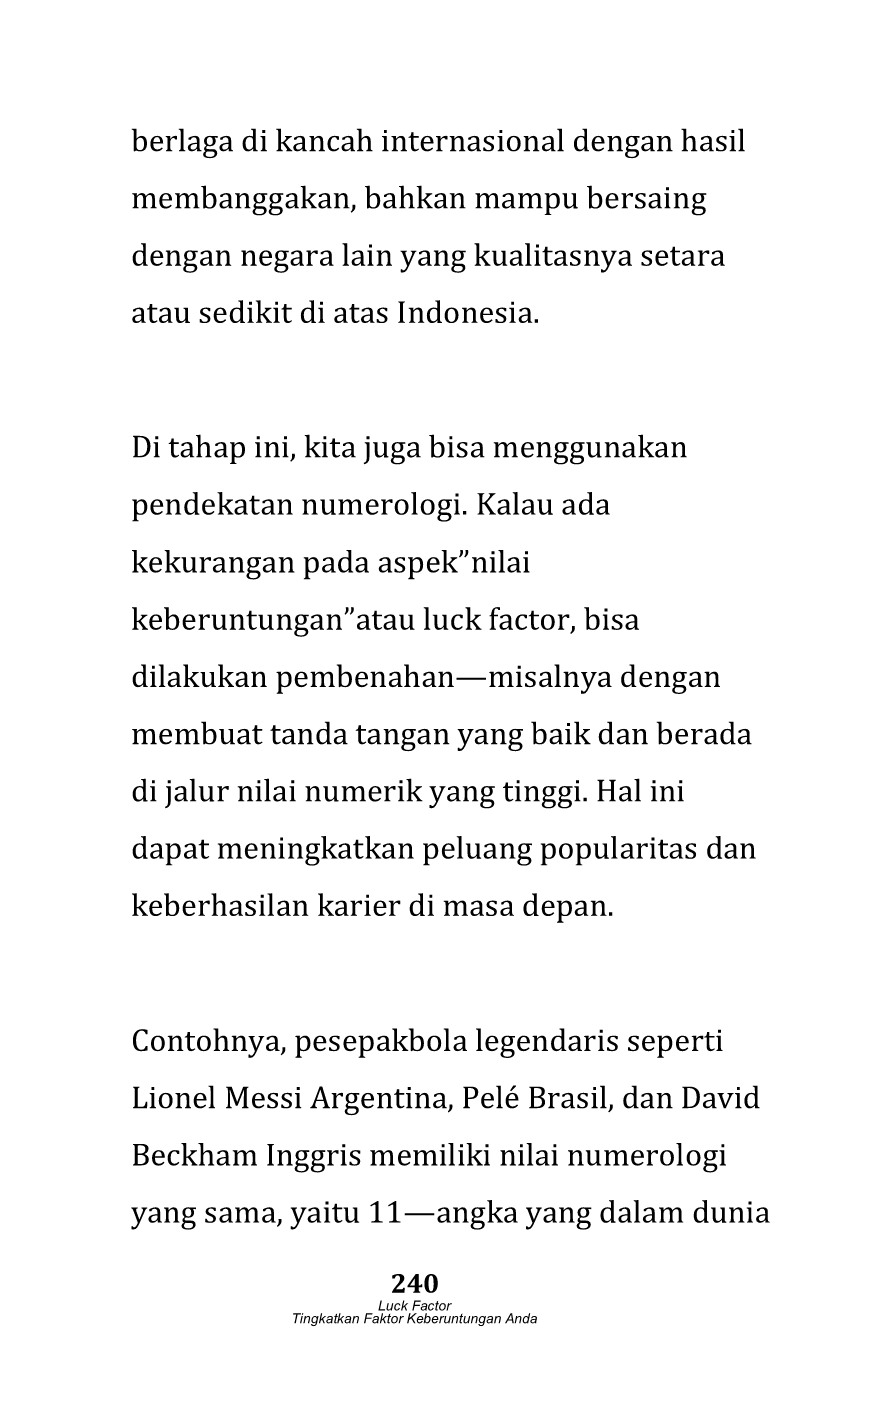 berlaga di kancah internasional dengan hasil
membanggakan, bahkan mampu bersaing
dengan negara lain yang kualitasnya setara
atau sedikit di atas Indonesia.
Di tahap ini, kita juga bisa menggunakan
pendekatan numerologi. Kalau ada
kekurangan pada aspek”nilai
keberuntungan”atau luck factor, bisa
dilakukan pembenahan—misalnya dengan
membuat tanda tangan yang baik dan berada
di jalur nilai numerik yang tinggi. Hal ini
dapat meningkatkan peluang popularitas dan
keberhasilan karier di masa depan.
Contohnya, pesepakbola legendaris seperti
Lionel Messi Argentina, Pelé Brasil, dan David
Beckham Inggris memiliki nilai numerologi
yang sama, yaitu 11—angka yang dalam dunia
240
Luck Factor
Tingkatkan Faktor Keberuntungan Anda